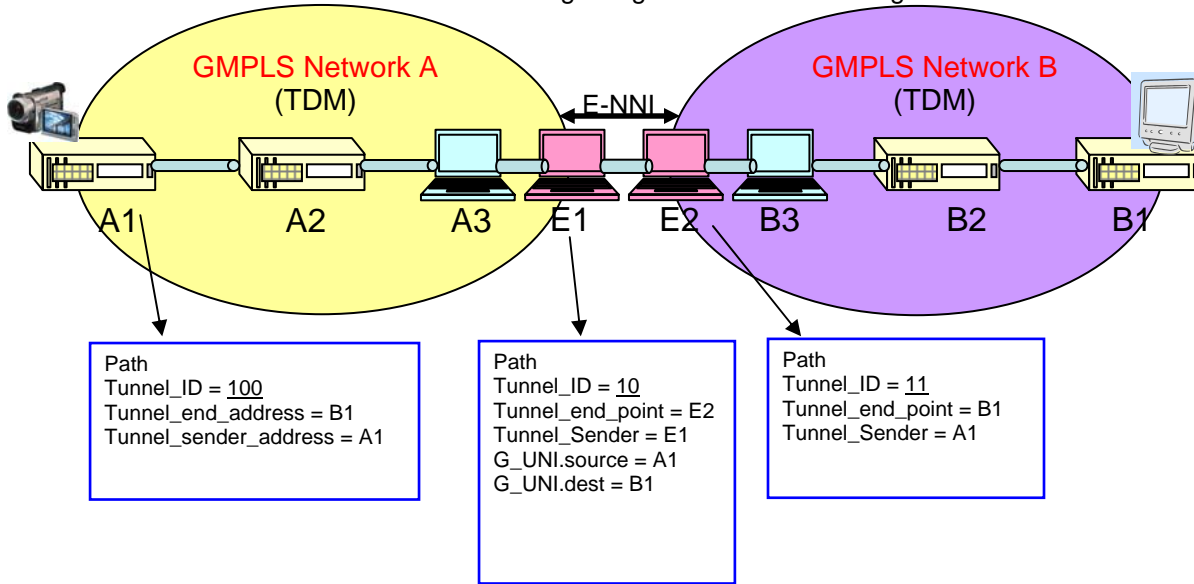 GMPLS Network A
(TDM)
GMPLS Network B
(TDM)
E-NNI
A1
A2
A3
E1
E2
B3
B2
B1
Path
Tunnel_ID = 100
Tunnel_end_address = B1
Tunnel_sender_address = A1
Path
Tunnel_ID = 10
Tunnel_end_point = E2
Tunnel_Sender = E1
G_UNI.source = A1
G_UNI.dest = B1
Path
Tunnel_ID = 11
Tunnel_end_point = B1
Tunnel_Sender = A1